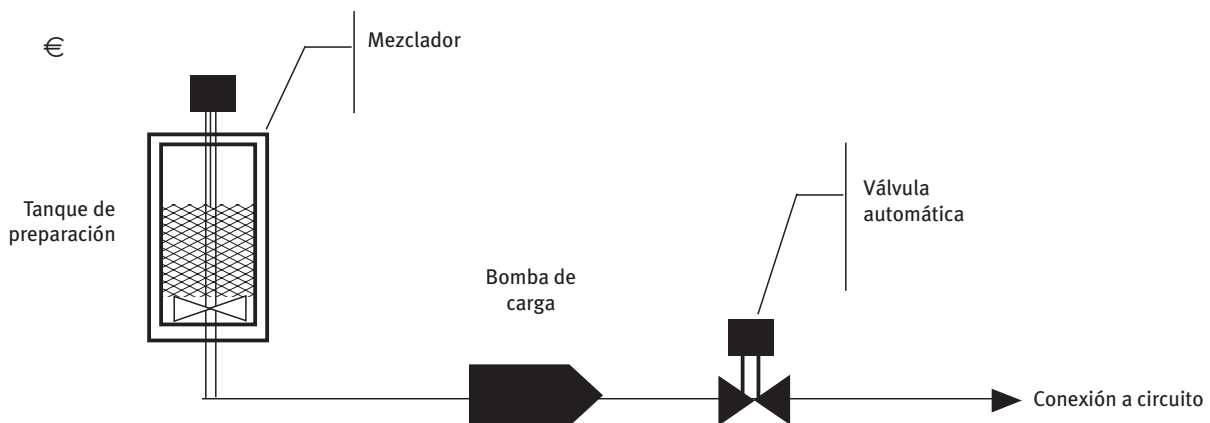 €
Mezclador
Tanque de
preparación
Válvula
automática
Bomba de
carga
Conexión a circuito